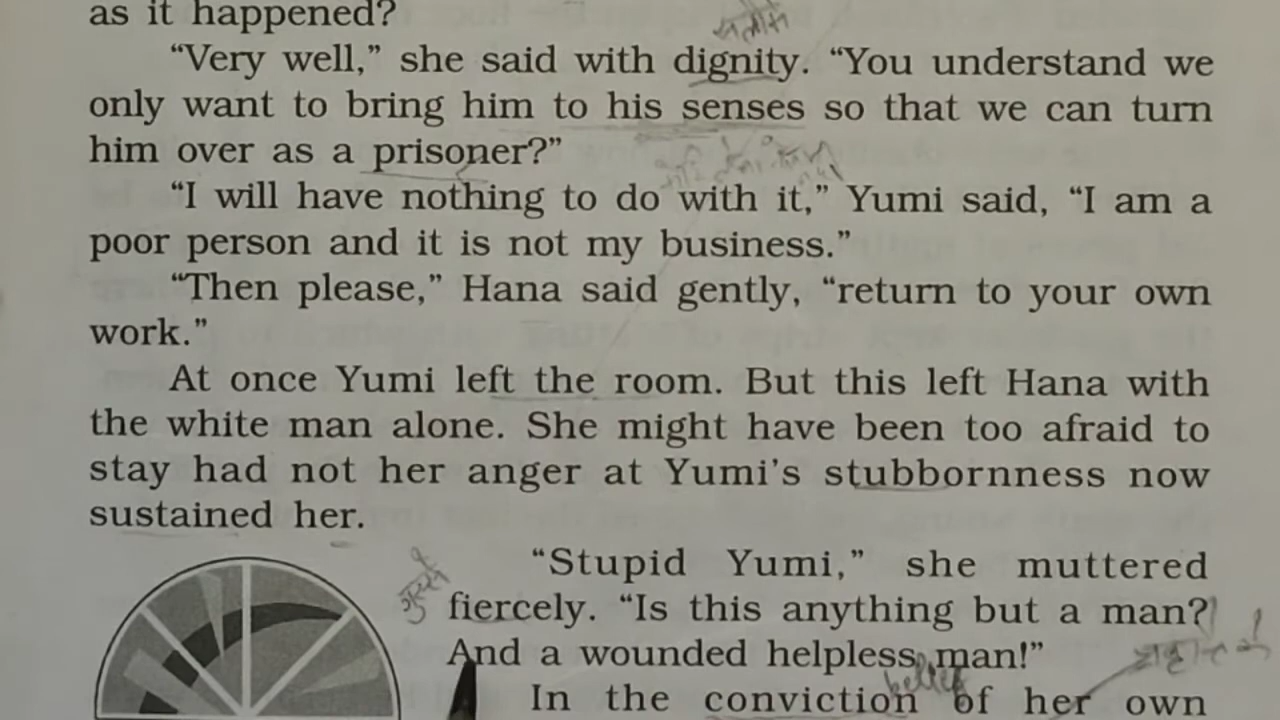 as it happened?
“Very well,” she said with dignity. “You understand we
only want to bring him to his senses so that we can turn
him over as a prisoner?”
“I will have nothing to do with it,” Yumi said, “I am a
poor person and it is not my business.”
“Then please,” Hana said gently, “return to your own
work.”
At once Yumi left the room. But this left Hana with
the white man alone. She might have been too afraid to
stay had not her anger at Yumi’s stubbornness now
sustained her.
“Stupid Yumi,” she muttered
fiercely. “Is this anything but a man?
And a wounded helpless man!”
belief
In the conviction of her own